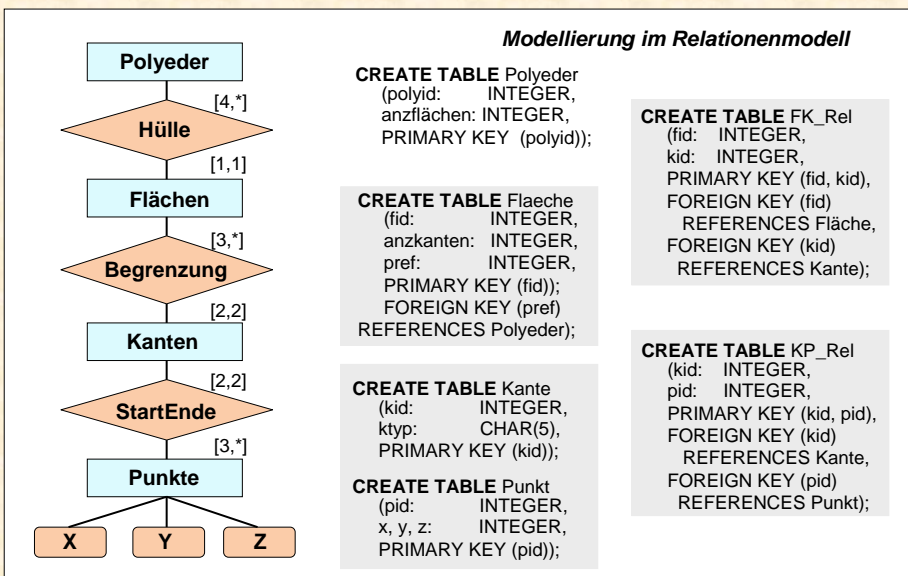 Modellierung im Relationenmodell
Polyeder
[4,*]
Hülle
[1,1]
Flächen
[3,*]
Begrenzung
[2,2]
Kanten
[2,2]
StartEnde
[3,*]
Punkte
X
Y
Z
CREATE TABLE Polyeder
(polyid: INTEGER,
anzflächen: INTEGER,
PRIMARY KEY (polyid));
CREATE TABLE Flaeche
(fid: INTEGER,
anzkanten: INTEGER,
pref: INTEGER,
PRIMARY KEY (fid));
FOREIGN KEY (pref)
REFERENCES Polyeder);
CREATE TABLE Kante
(kid: INTEGER,
ktyp: CHAR(5),
PRIMARY KEY (kid));
CREATE TABLE Punkt
(pid: INTEGER,
x, y, z: INTEGER,
PRIMARY KEY (pid));
CREATE TABLE FK_Rel
(fid: INTEGER,
kid: INTEGER,
PRIMARY KEY (fid, kid),
FOREIGN KEY (fid)
REFERENCES Fläche,
FOREIGN KEY (kid)
REFERENCES Kante);
CREATE TABLE KP_Rel
(kid: INTEGER,
pid: INTEGER,
PRIMARY KEY (kid, pid),
FOREIGN KEY (kid)
REFERENCES Kante,
FOREIGN KEY (pid)
REFERENCES Punkt);